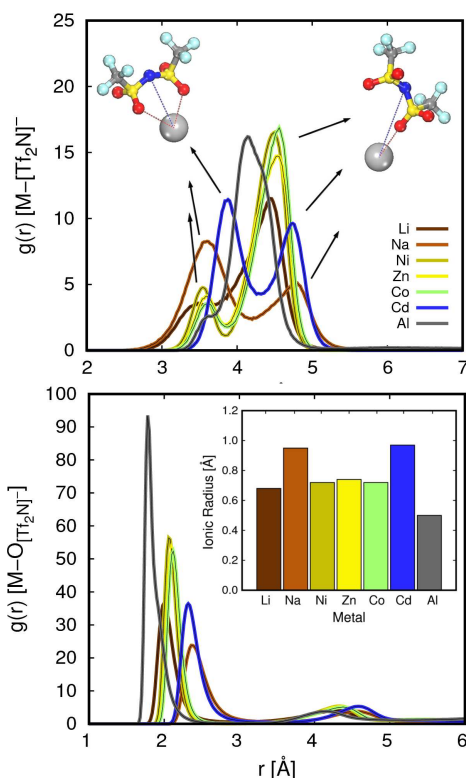 g(r) [M−[Tf₂N]⁻
25
20
15
10
5
0
Li
Na
Ni
Zn
Co
Cd
Al
2 3 4 5 6 7
g(r) [M−O[Tf₂N]⁻]
100
90
80
70
60
50
40
30
20
10
0
Ionic Radius [Å]
1.2
1.0
0.8
0.6
0.4
0.2
0.0
Li Na Ni Zn Co Cd Al
Metal
1 2 3 4 5 6
r [Å]